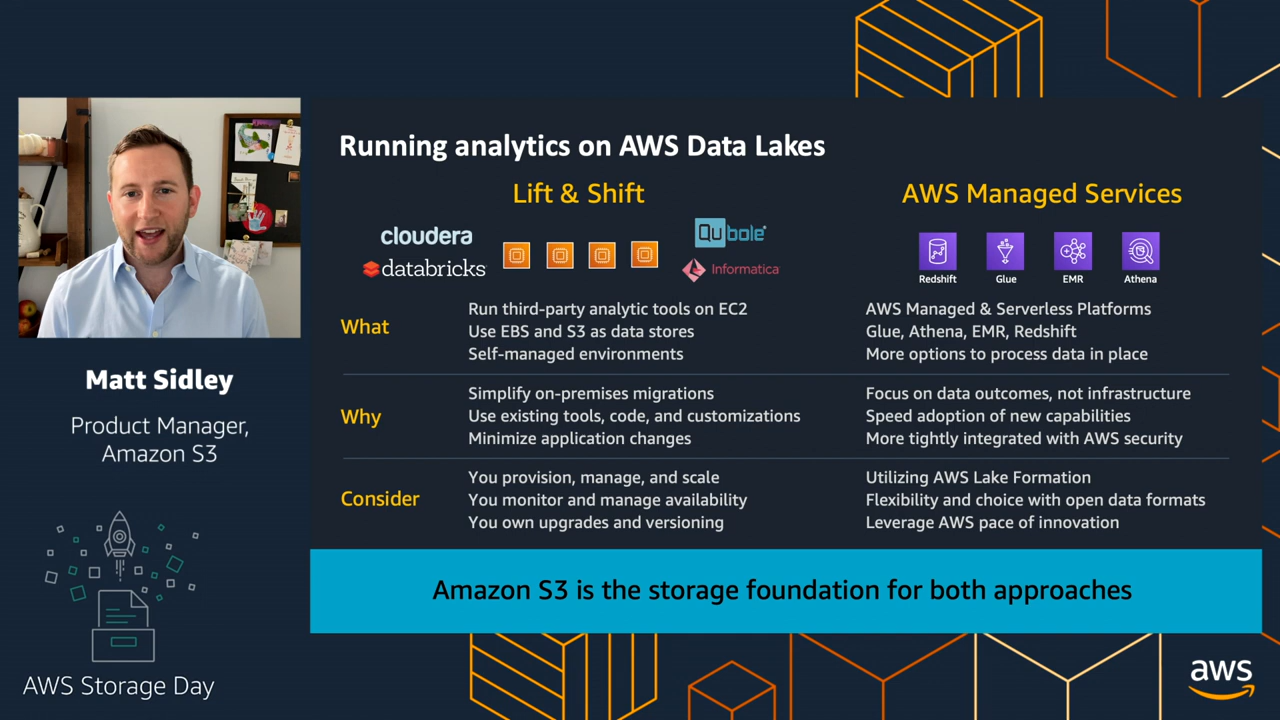 Running analytics on AWS Data Lakes
Lift & Shift
AWS Managed Services
cloudera
databricks
Qubole
Informatica
Redshift
Glue
EMR
Athena
What
Run third-party analytic tools on EC2
Use EBS and S3 as data stores
Self-managed environments
AWS Managed & Serverless Platforms
Glue, Athena, EMR, Redshift
More options to process data in place
Why
Simplify on-premises migrations
Use existing tools, code, and customizations
Minimize application changes
Focus on data outcomes, not infrastructure
Speed adoption of new capabilities
More tightly integrated with AWS security
Consider
You provision, manage, and scale
You monitor and manage availability
You own upgrades and versioning
Utilizing AWS Lake Formation
Flexibility and choice with open data formats
Leverage AWS pace of innovation
Amazon S3 is the storage foundation for both approaches
Matt Sidley
Product Manager,
Amazon S3
AWS Storage Day
aws